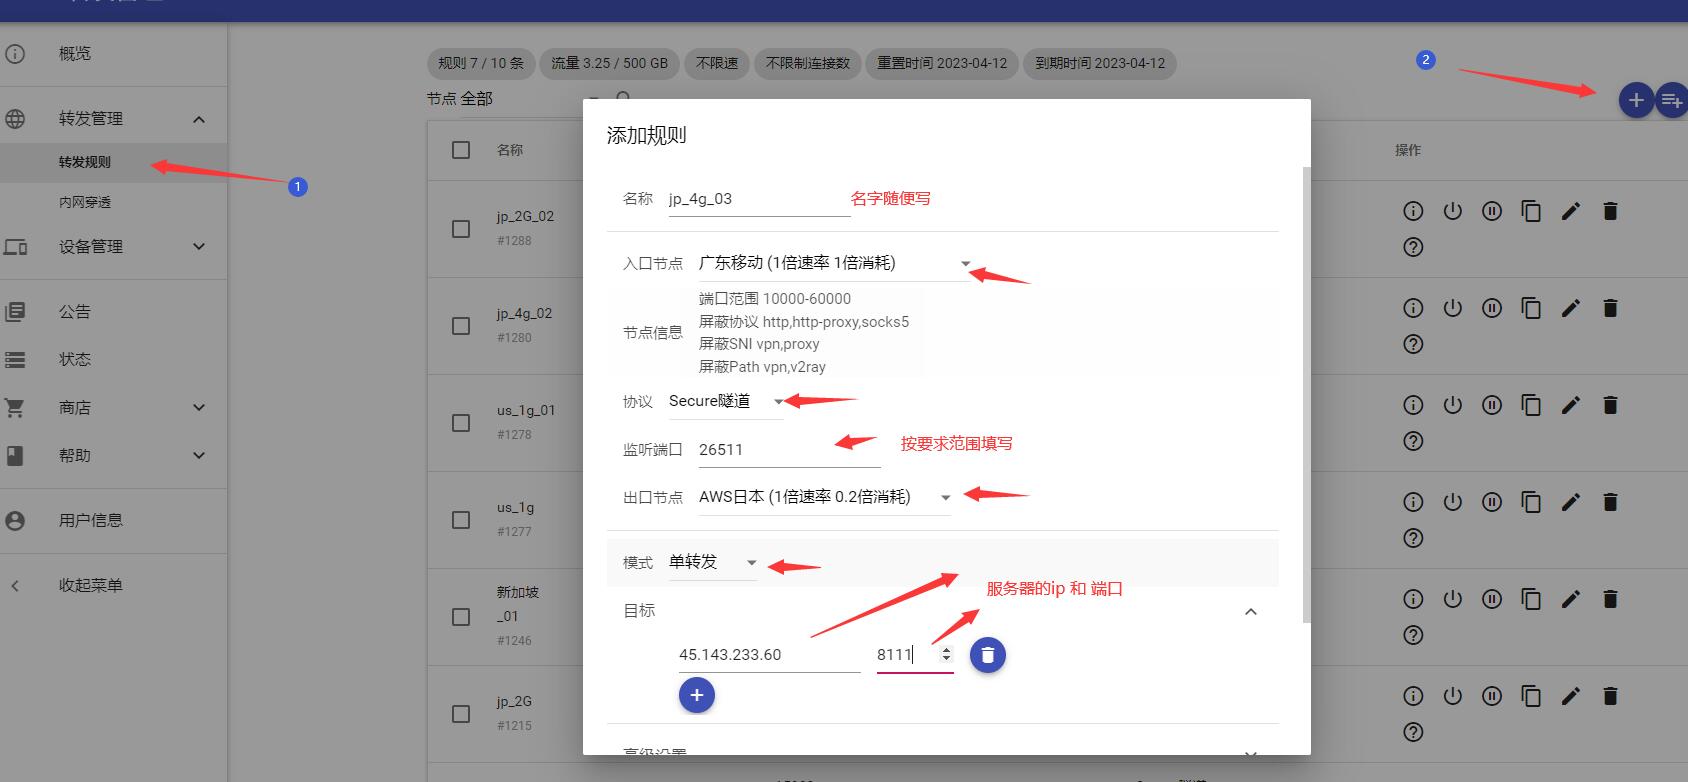 概览
转发管理
转发规则
内网穿透
设备管理
公告
状态
商店
帮助
用户信息
收起菜单
1
规则 7 / 10 条
流量 3.25 / 500 GB
不限速
不限制连接数
重置时间 2023-04-12
到期时间 2023-04-12
2
节点 全部
名称
操作
jp_2G_02
#1288
jp_4g_02
#1280
us_1g_01
#1278
us_1g
#1277
新加坡
_01
#1246
jp_2G
#1215
添加规则
名称 jp_4g_03 名字随便写
入口节点 广东移动 (1倍速率 1倍消耗)
节点信息
端口范围 10000-60000
屏蔽协议 http,http-proxy,socks5
屏蔽SNI vpn,proxy
屏蔽Path vpn,v2ray
协议 Secure隧道
监听端口 26511 按要求范围填写
出口节点 AWS日本 (1倍速率 0.2倍消耗)
模式 单转发
服务器的ip 和 端口
目标
45.143.233.60 8111
高级设置